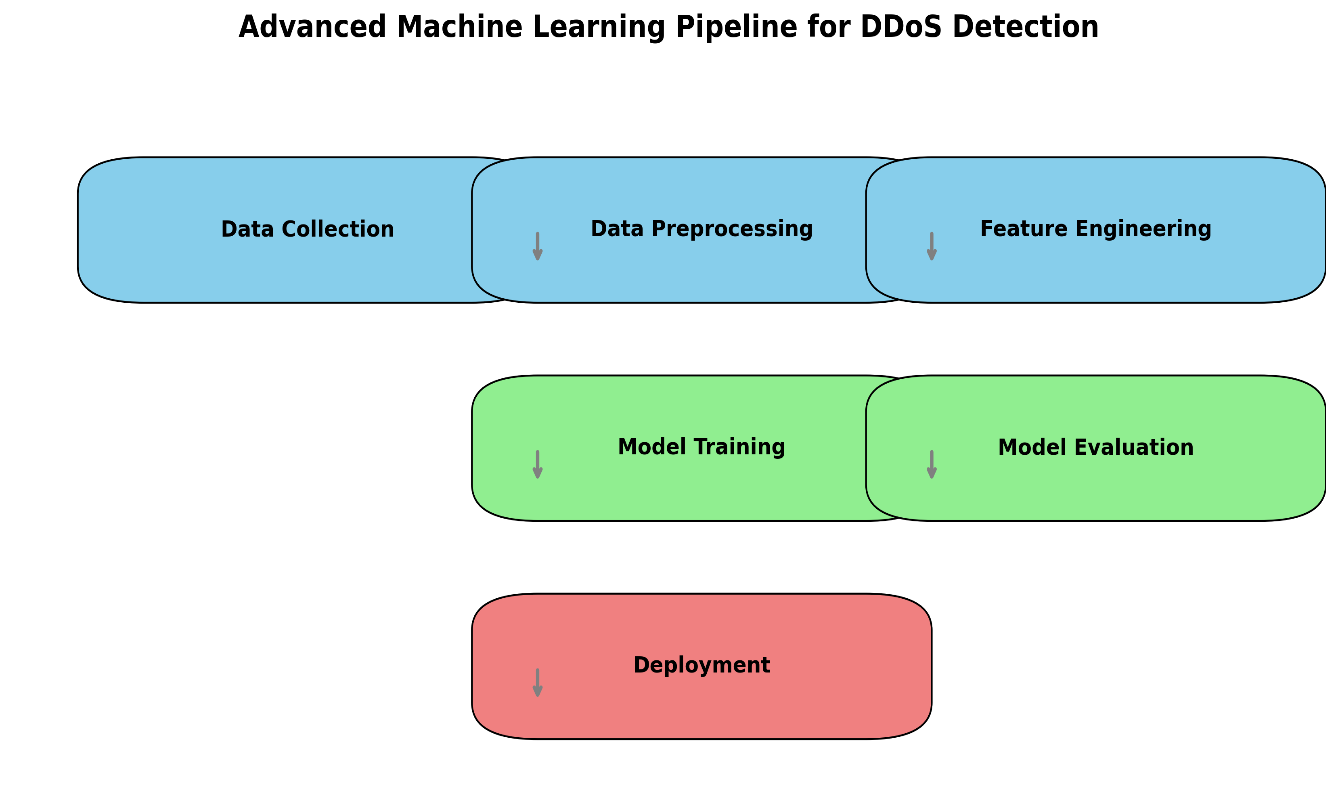 Advanced Machine Learning Pipeline for DDoS Detection
Data Collection
Data Preprocessing
Feature Engineering
Model Training
Model Evaluation
Deployment